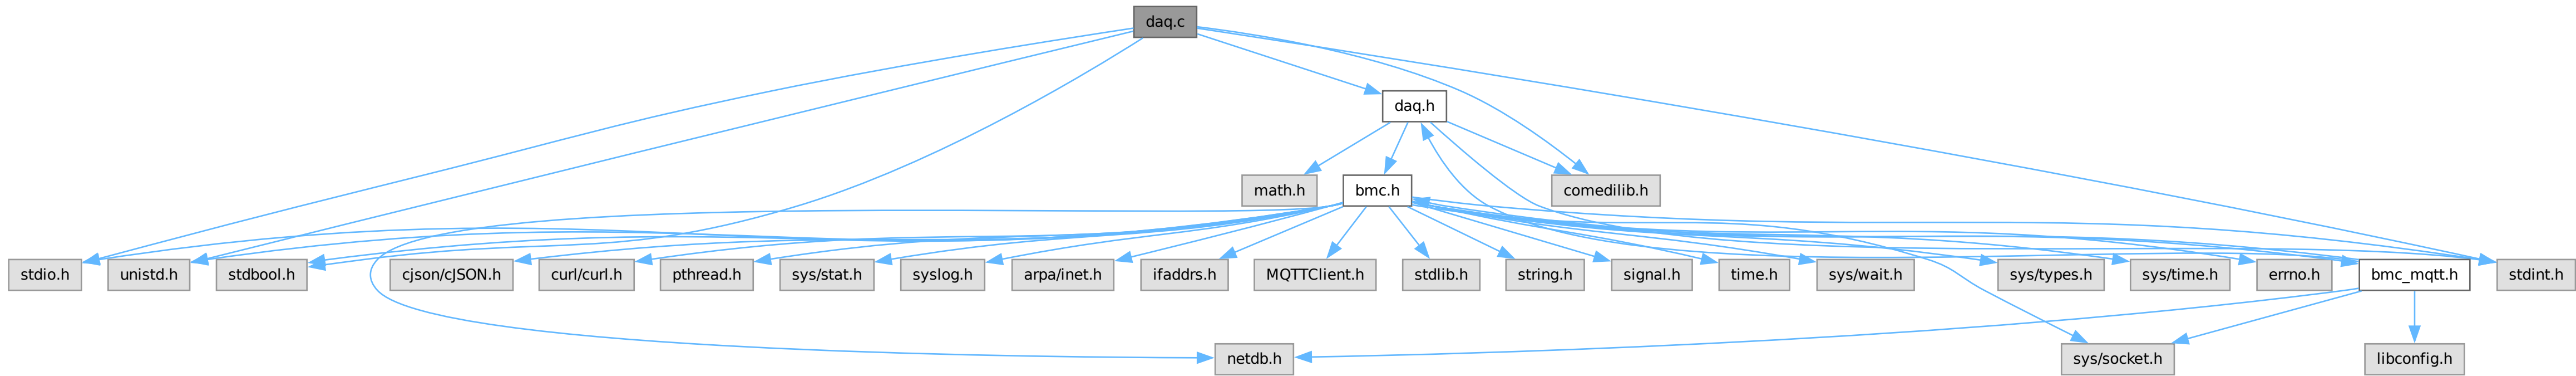 daq.c
daq.h
math.h
bmc.h
comedilib.h
stdio.h
unistd.h
stdbool.h
cjson/cJSON.h
curl/curl.h
pthread.h
sys/stat.h
syslog.h
arpa/inet.h
ifaddrs.h
MQTTClient.h
stdlib.h
string.h
signal.h
time.h
sys/wait.h
sys/types.h
sys/time.h
errno.h
bmc_mqtt.h
stdint.h
netdb.h
sys/socket.h
libconfig.h